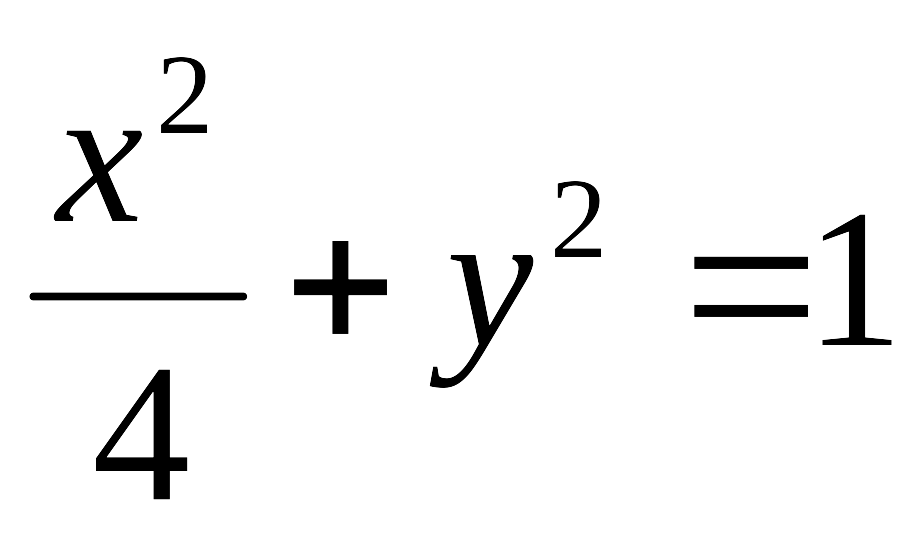 x²/4 + y² =1